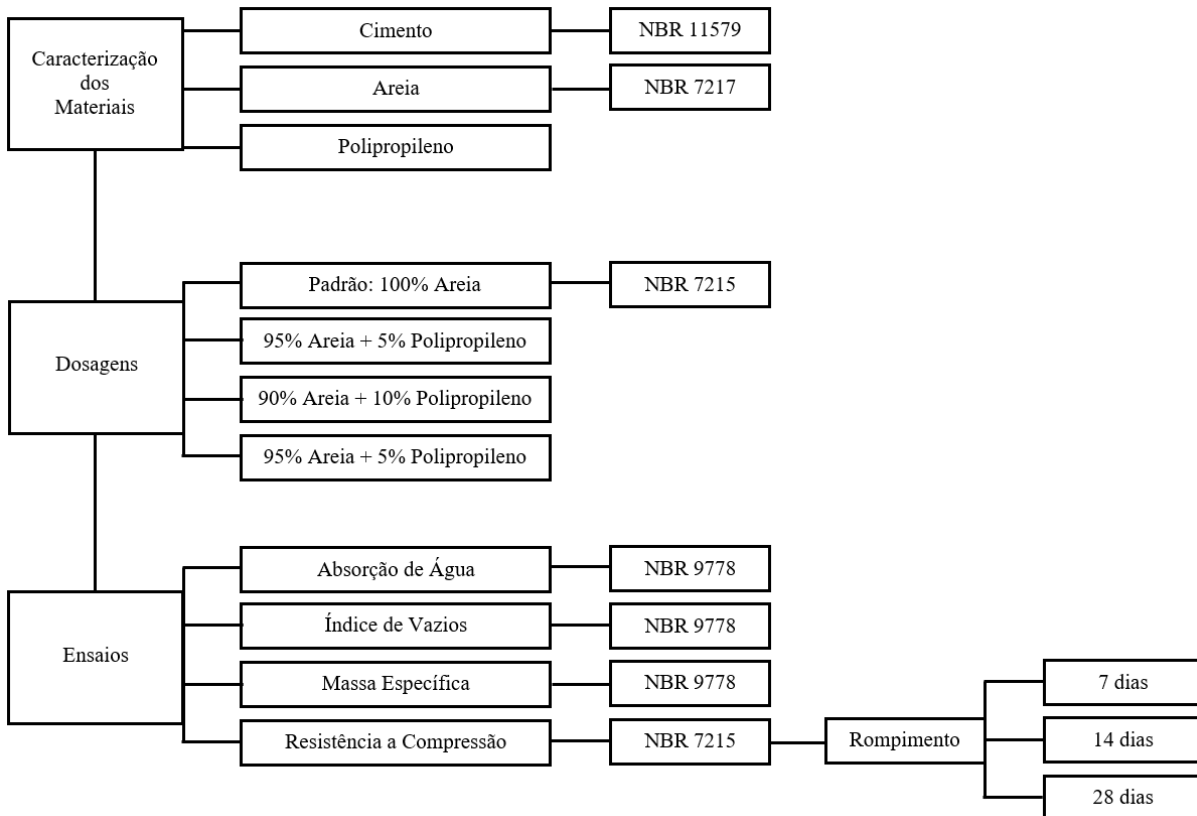 Caracterização
dos
Materiais
Cimento
NBR 11579
Areia
NBR 7217
Polipropileno
Dosagens
Padrão: 100% Areia
NBR 7215
95% Areia + 5% Polipropileno
90% Areia + 10% Polipropileno
95% Areia + 5% Polipropileno
Ensaios
Absorção de Água
NBR 9778
Índice de Vazios
NBR 9778
Massa Específica
NBR 9778
Resistência a Compressão
NBR 7215
Rompimento
7 dias
14 dias
28 dias